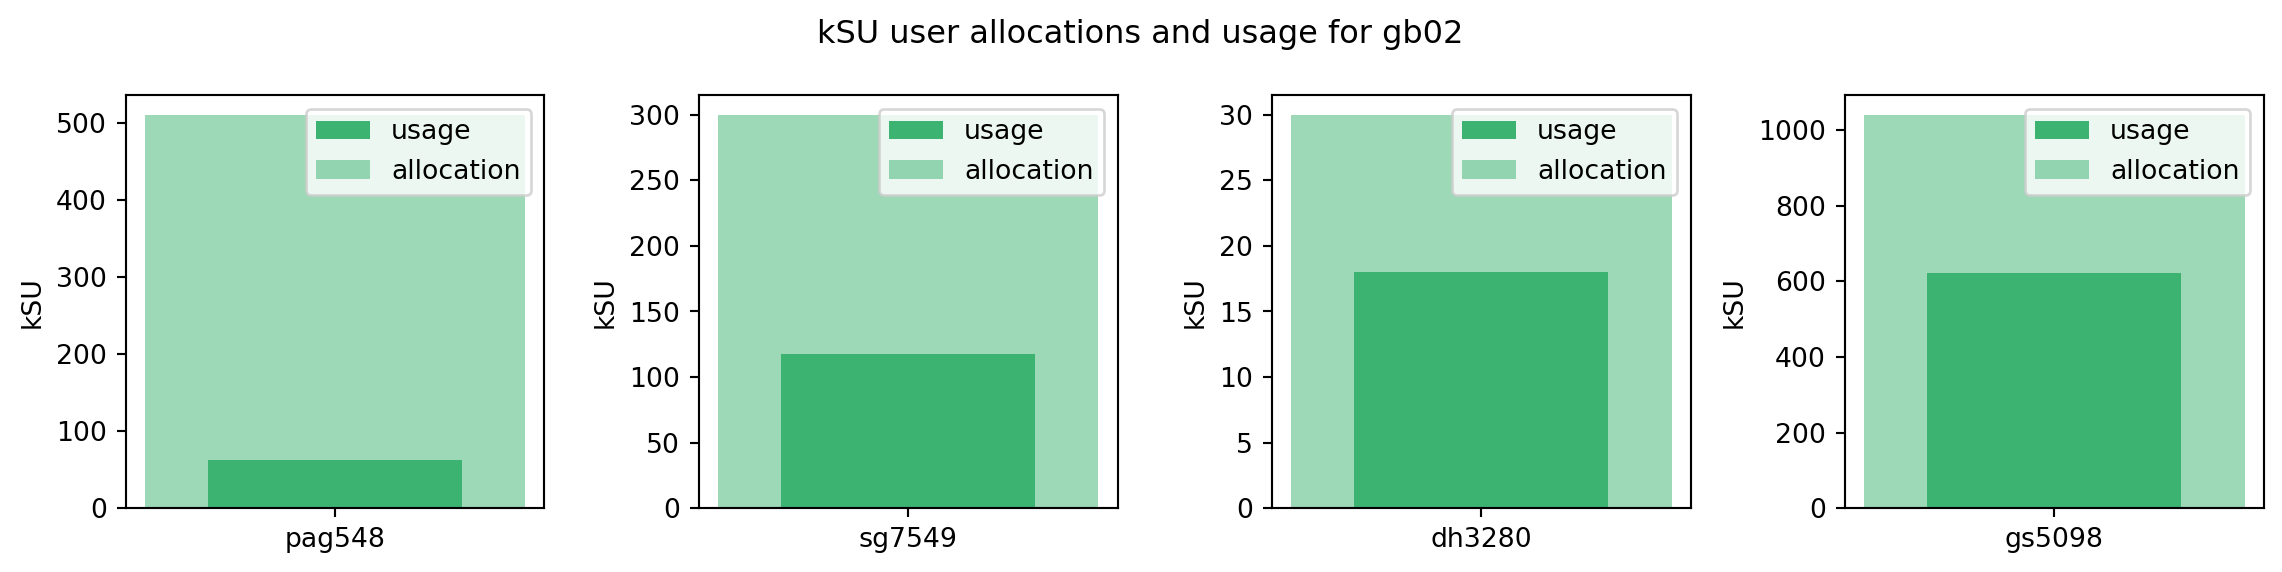 kSU user allocations and usage for gb02
kSU
500
400
300
200
100
0
usage
allocation
pag548
kSU
300
250
200
150
100
50
0
usage
allocation
sg7549
kSU
30
25
20
15
10
5
0
usage
allocation
dh3280
kSU
1000
800
600
400
200
0
usage
allocation
gs5098